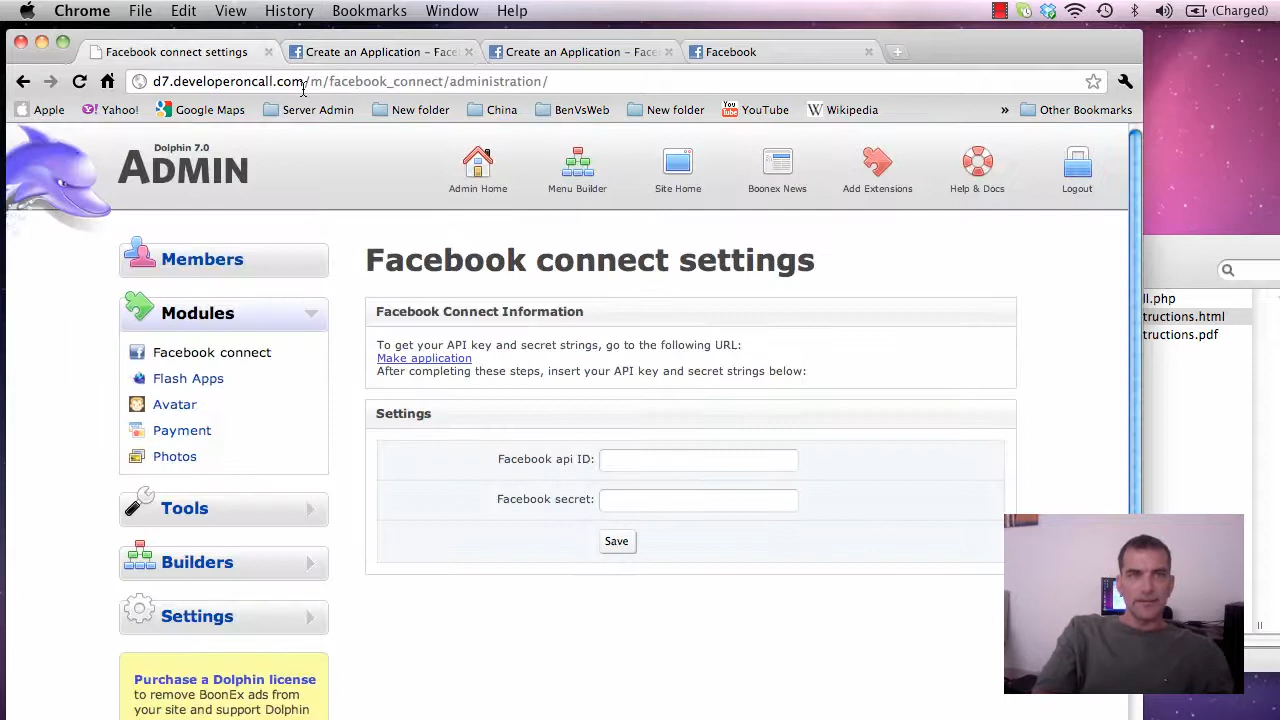 Chrome File Edit View History Bookmarks Window Help (Charged)
Facebook connect settings Create an Application – Face Create an Application – Face Facebook
d7.developeroncall.com/m/facebook_connect/administration/
Apple Yahoo! Google Maps Server Admin New folder China BenVsWeb New folder YouTube Wikipedia » Other Bookmarks
Dolphin 7.0
ADMIN
Admin Home Menu Builder Site Home Boonex News Add Extensions Help & Docs Logout
Members
Modules
Facebook connect
Flash Apps
Avatar
Payment
Photos
Tools
Builders
Settings
Purchase a Dolphin license
to remove BoonEx ads from
your site and support Dolphin
Facebook connect settings
Facebook Connect Information
To get your API key and secret strings, go to the following URL:
Make application
After completing these steps, insert your API key and secret strings below:
Settings
Facebook api ID:
Facebook secret:
Save
ll.php
tructions.html
tructions.pdf